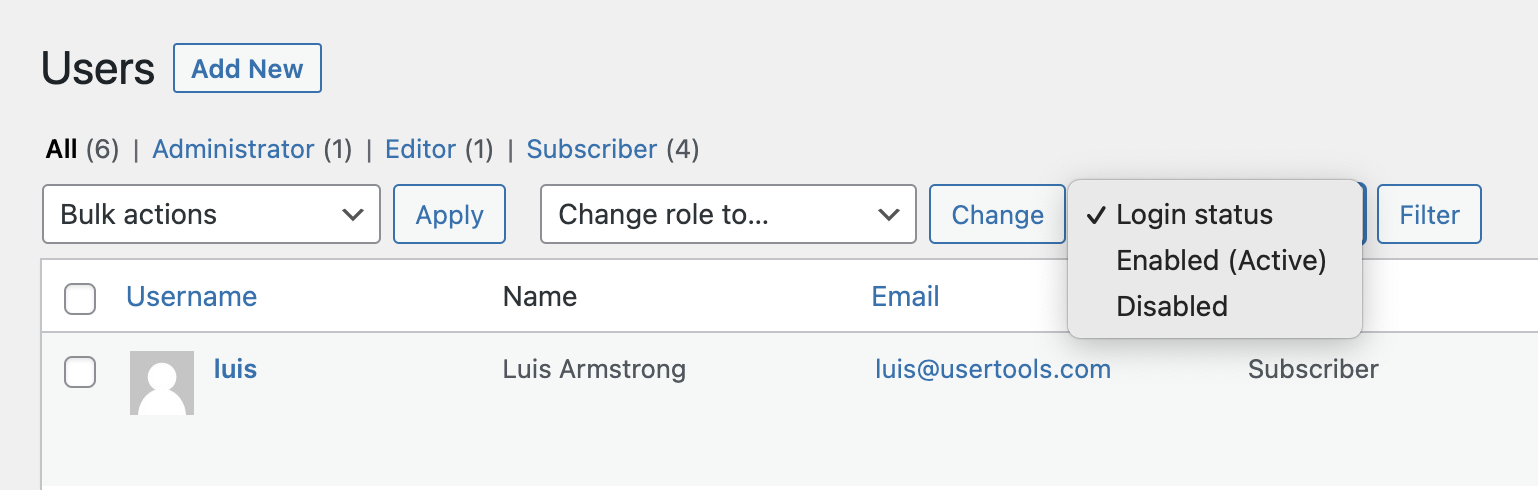 Users Add New
All (6) | Administrator (1) | Editor (1) | Subscriber (4)
Bulk actions Apply Change role to... Change ✓ Login status Filter
Enabled (Active)
Disabled
Username Name Email
luis Luis Armstrong luis@usertools.com Subscriber